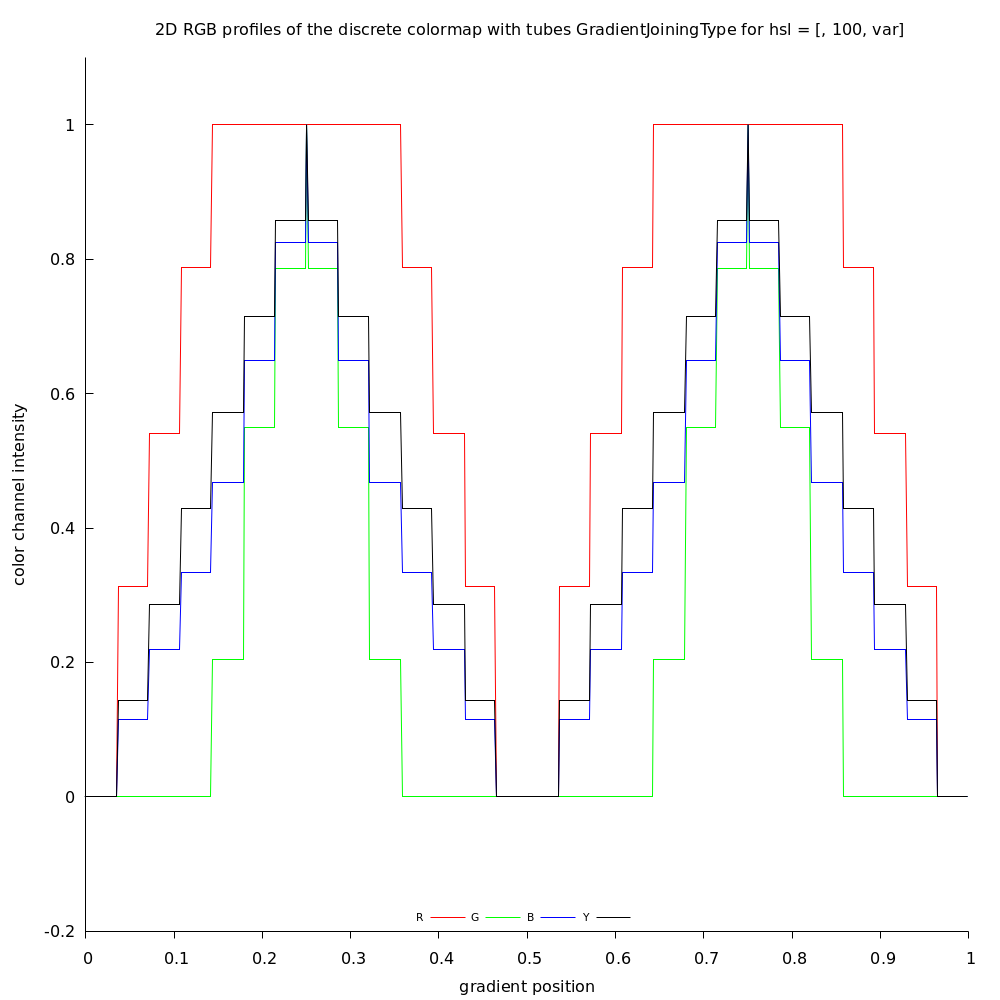 2D RGB profiles of the discrete colormap with tubes GradientJoiningType for hsl = [, 100, var]
1
0.8
0.6
0.4
0.2
0
-0.2
color channel intensity
R G B Y
0 0.1 0.2 0.3 0.4 0.5 0.6 0.7 0.8 0.9 1
gradient position